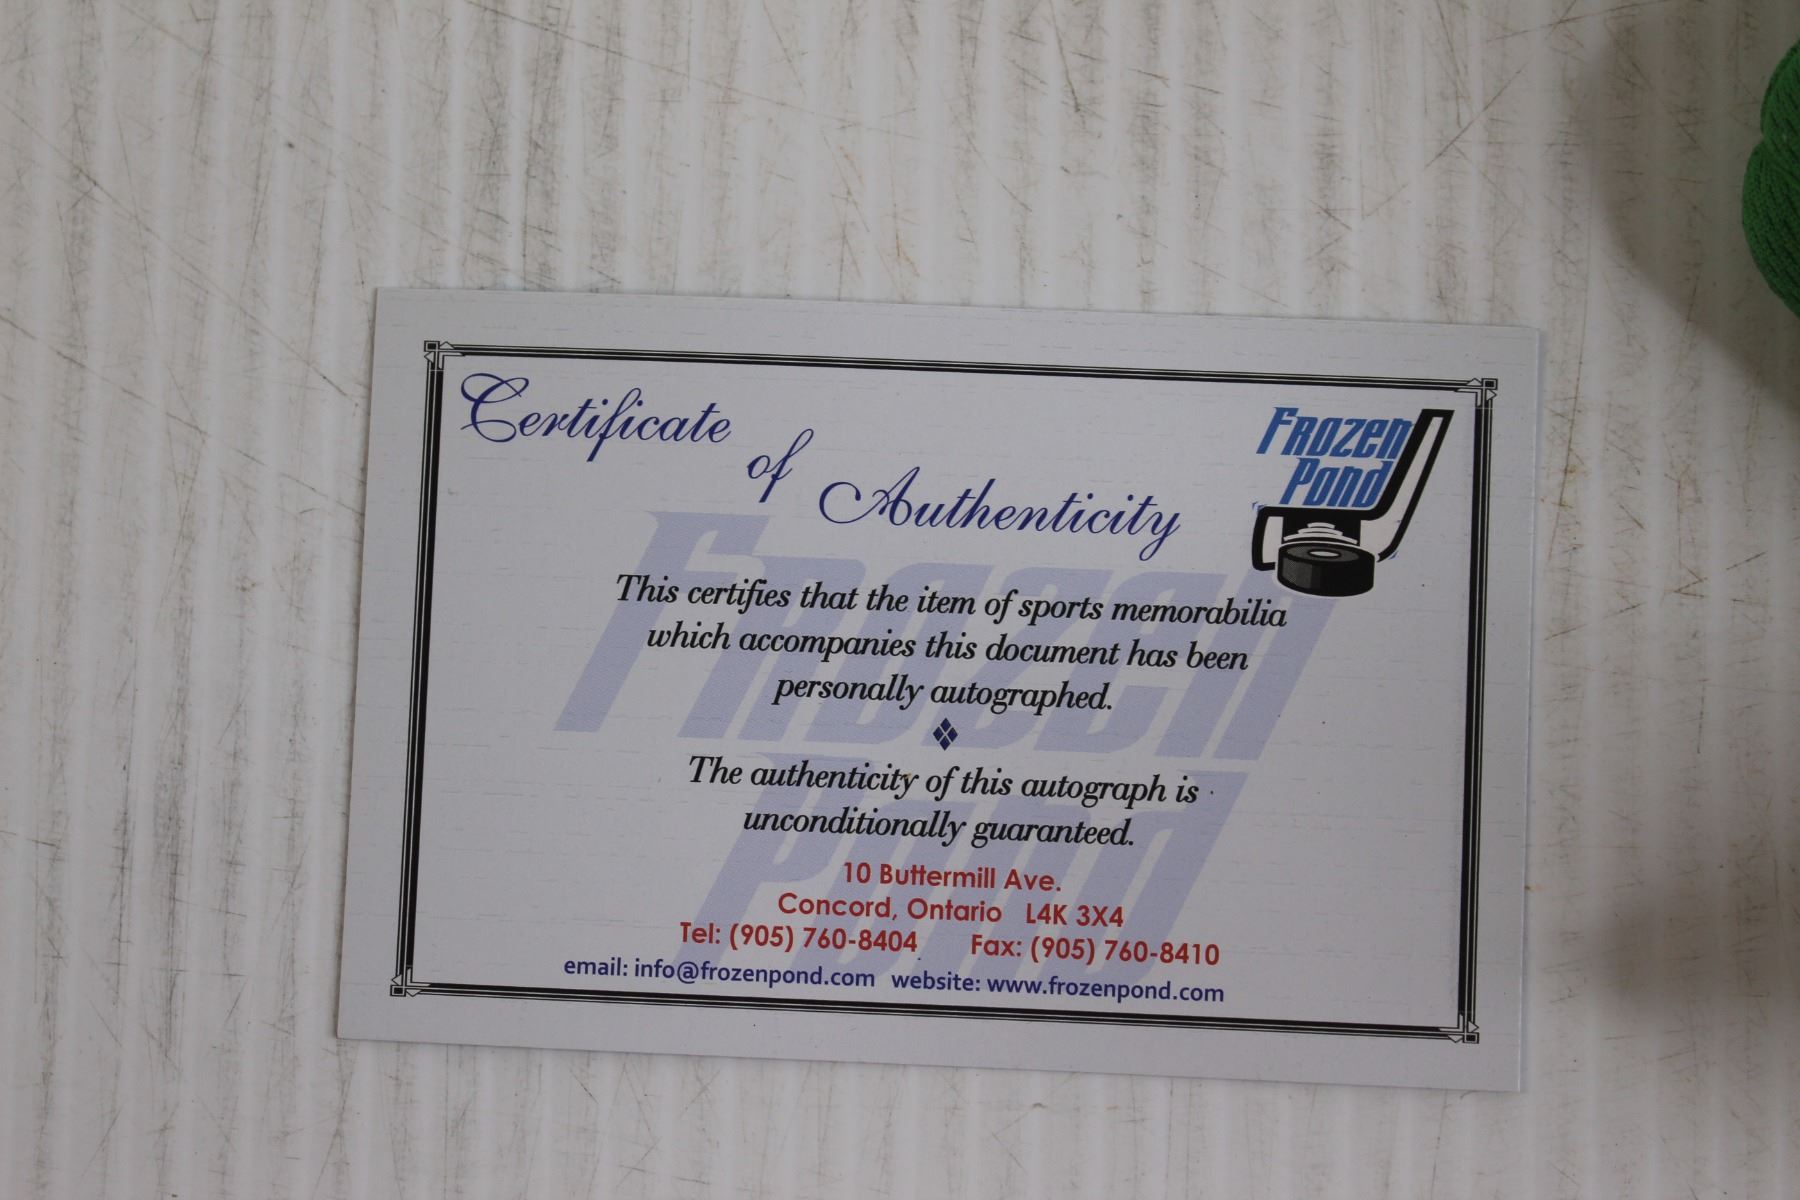 Certificate
of
Authenticity
Frozen
Pond
This certifies that the item of sports memorabilia
which accompanies this document has been
personally autographed.
The authenticity of this autograph is
unconditionally guaranteed.
10 Buttermill Ave.
Concord, Ontario L4K 3X4
Tel: (905) 760-8404 Fax: (905) 760-8410
email: info@frozenpond.com website: www.frozenpond.com
Frozen
Pond